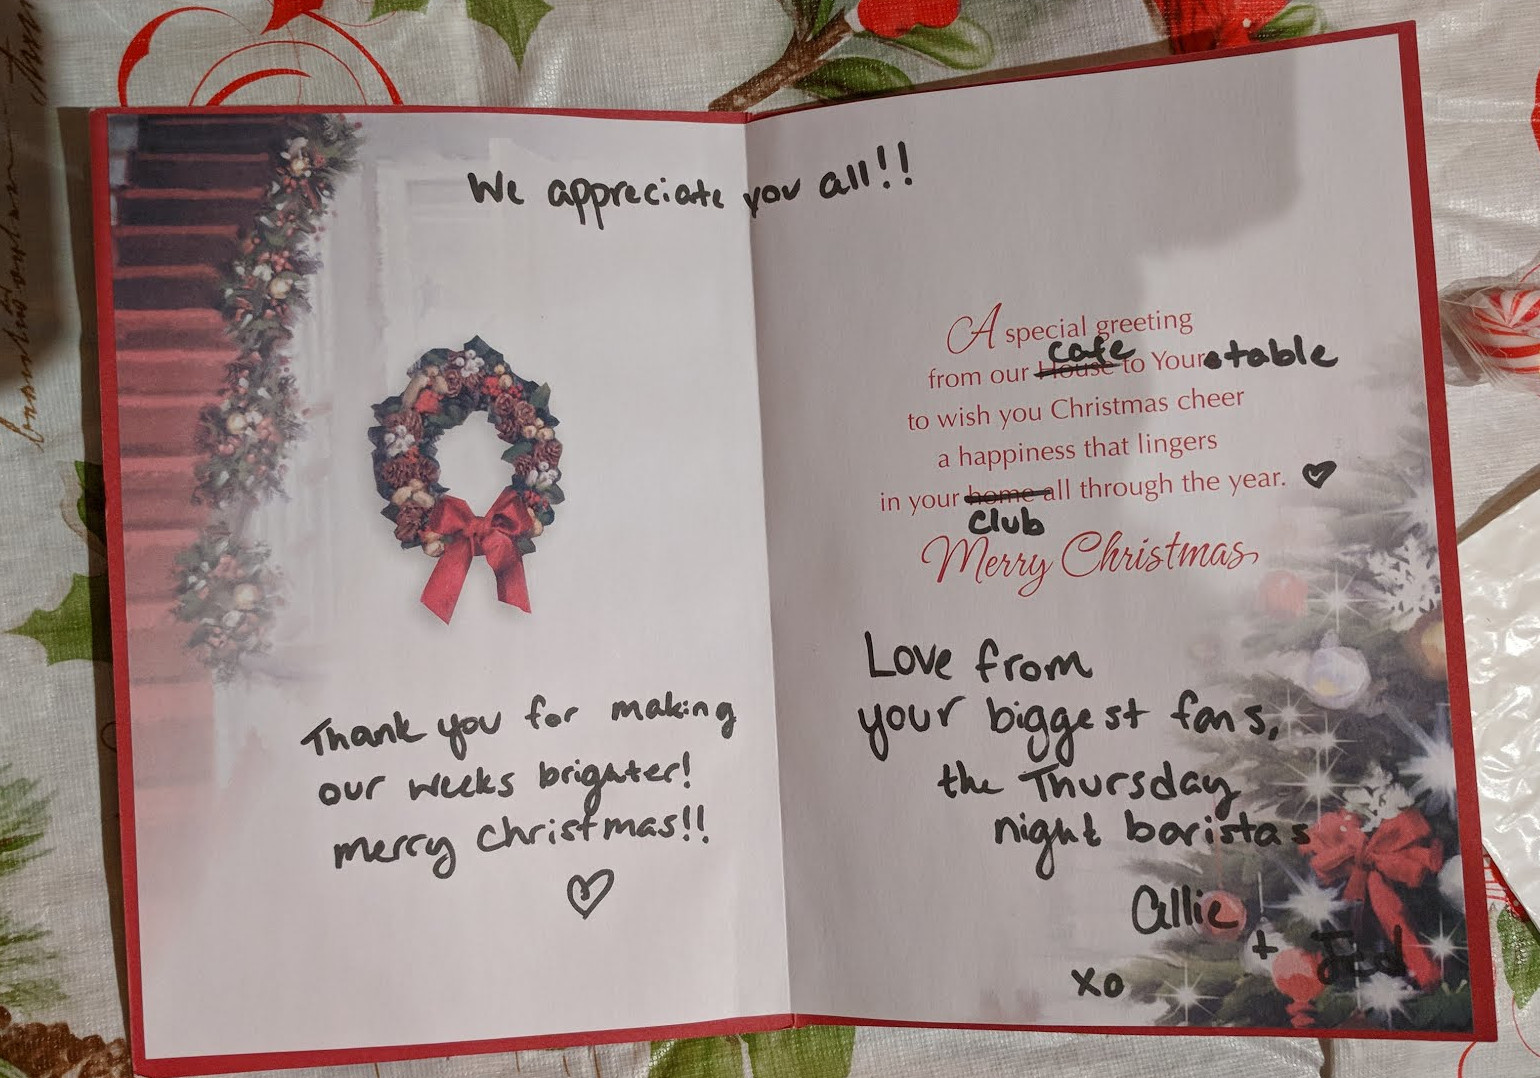 We appreciate you all!!
Thank you for making
our weeks brighter!
merry christmas!!
A special greeting
cafe
from our House to Your table
to wish you Christmas cheer
a happiness that lingers
in your home all through the year.
club
Merry Christmas
Love from
your biggest fans,
the Thursday
night baristas
Allie
+ Jed
xo